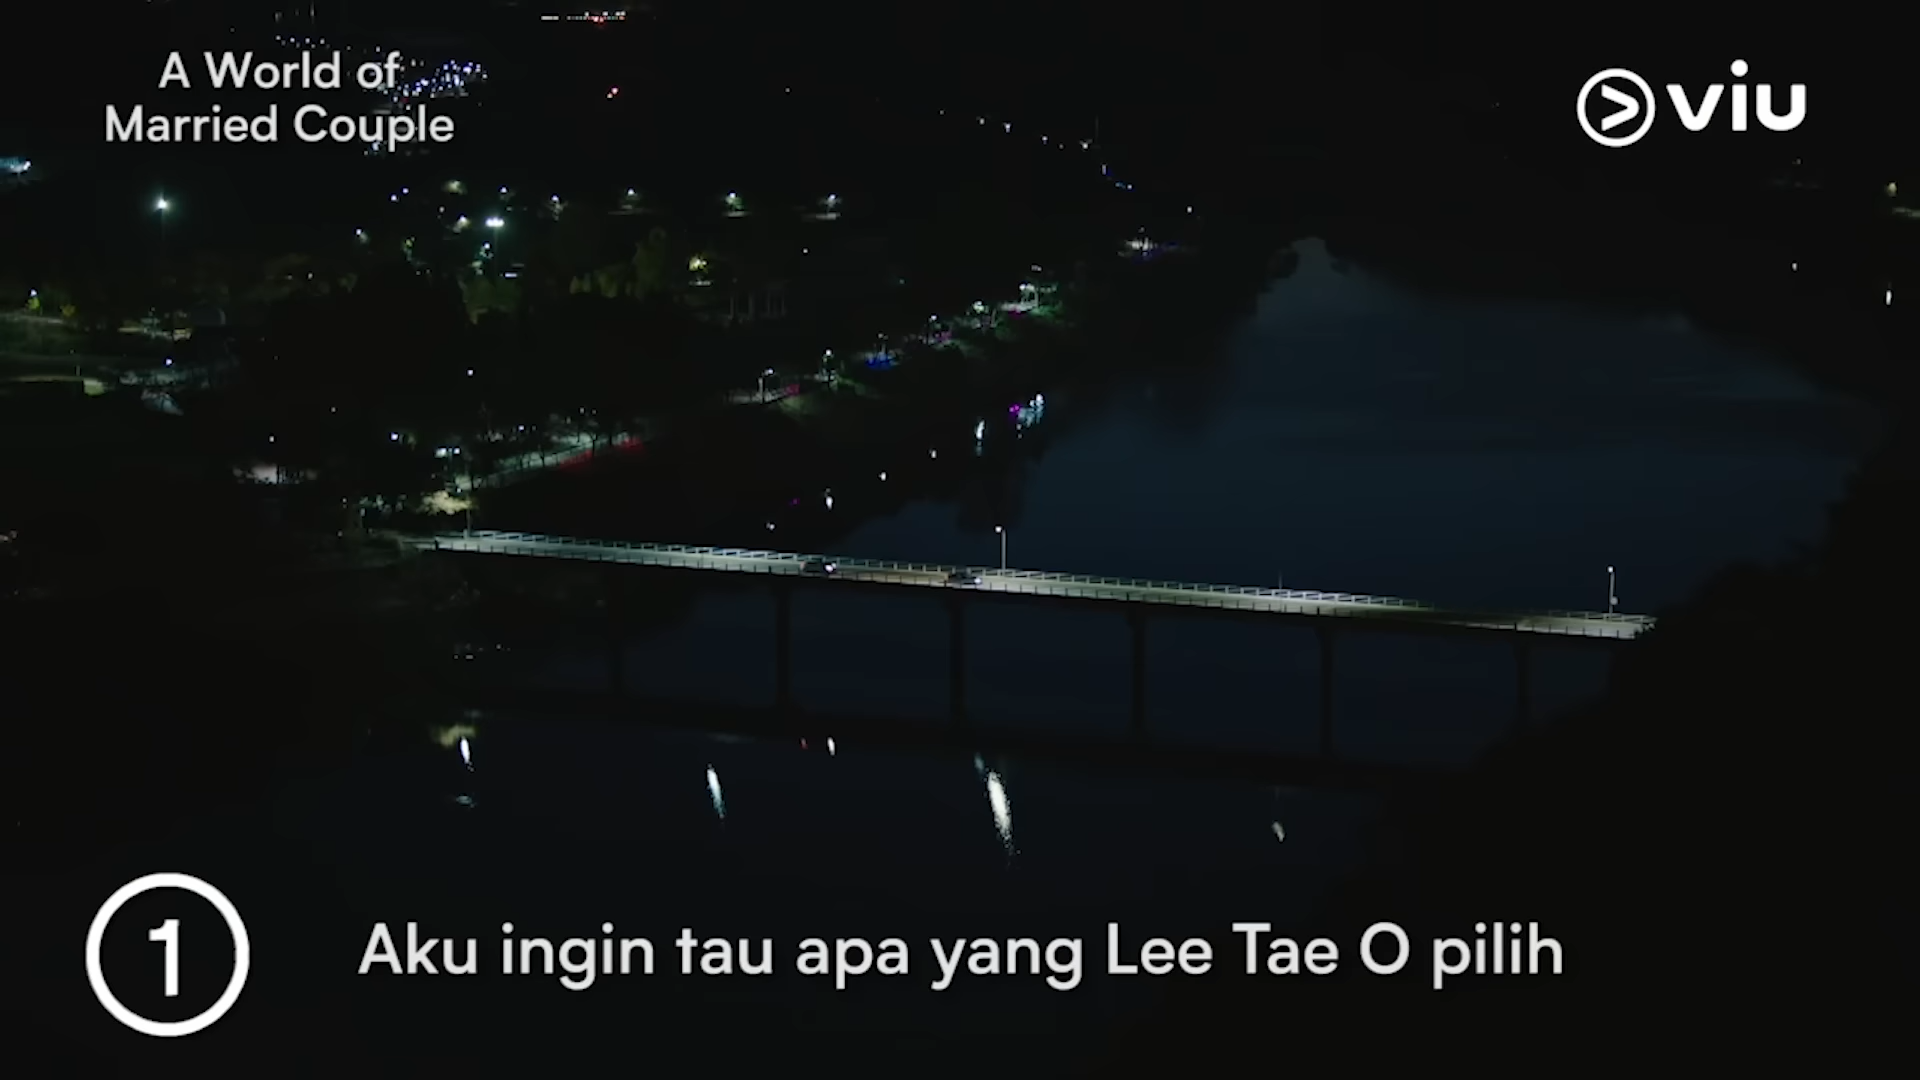 A World of
Married Couple
viu
1
Aku ingin tau apa yang Lee Tae O pilih